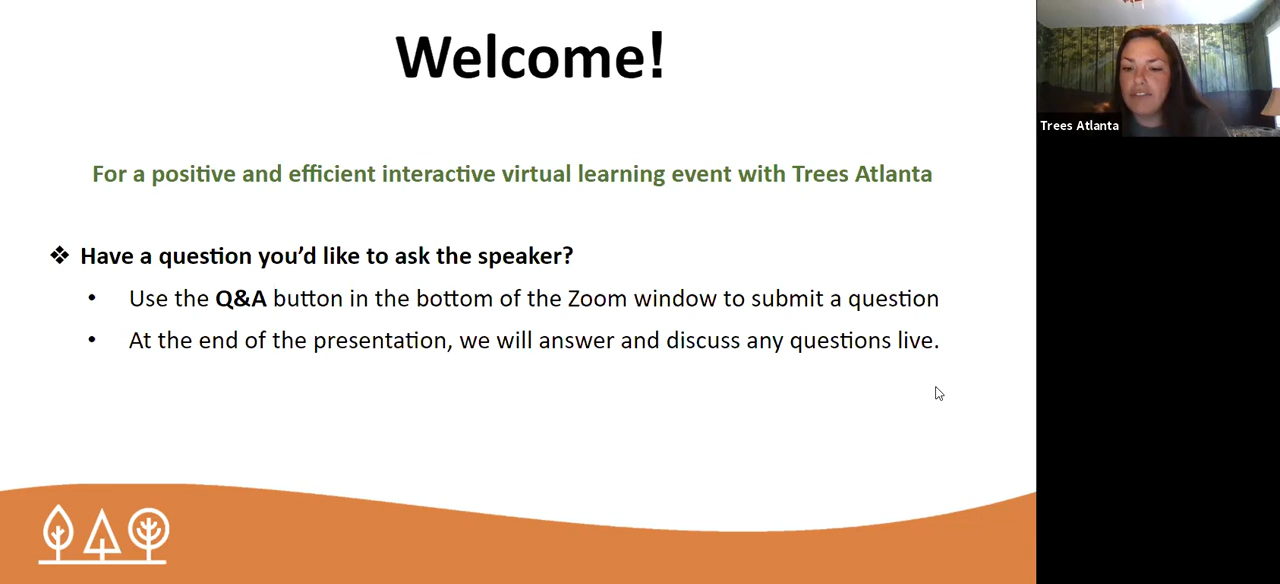 Welcome!
For a positive and efficient interactive virtual learning event with Trees Atlanta
❖ Have a question you’d like to ask the speaker?
• Use the Q&A button in the bottom of the Zoom window to submit a question
• At the end of the presentation, we will answer and discuss any questions live.
Trees Atlanta